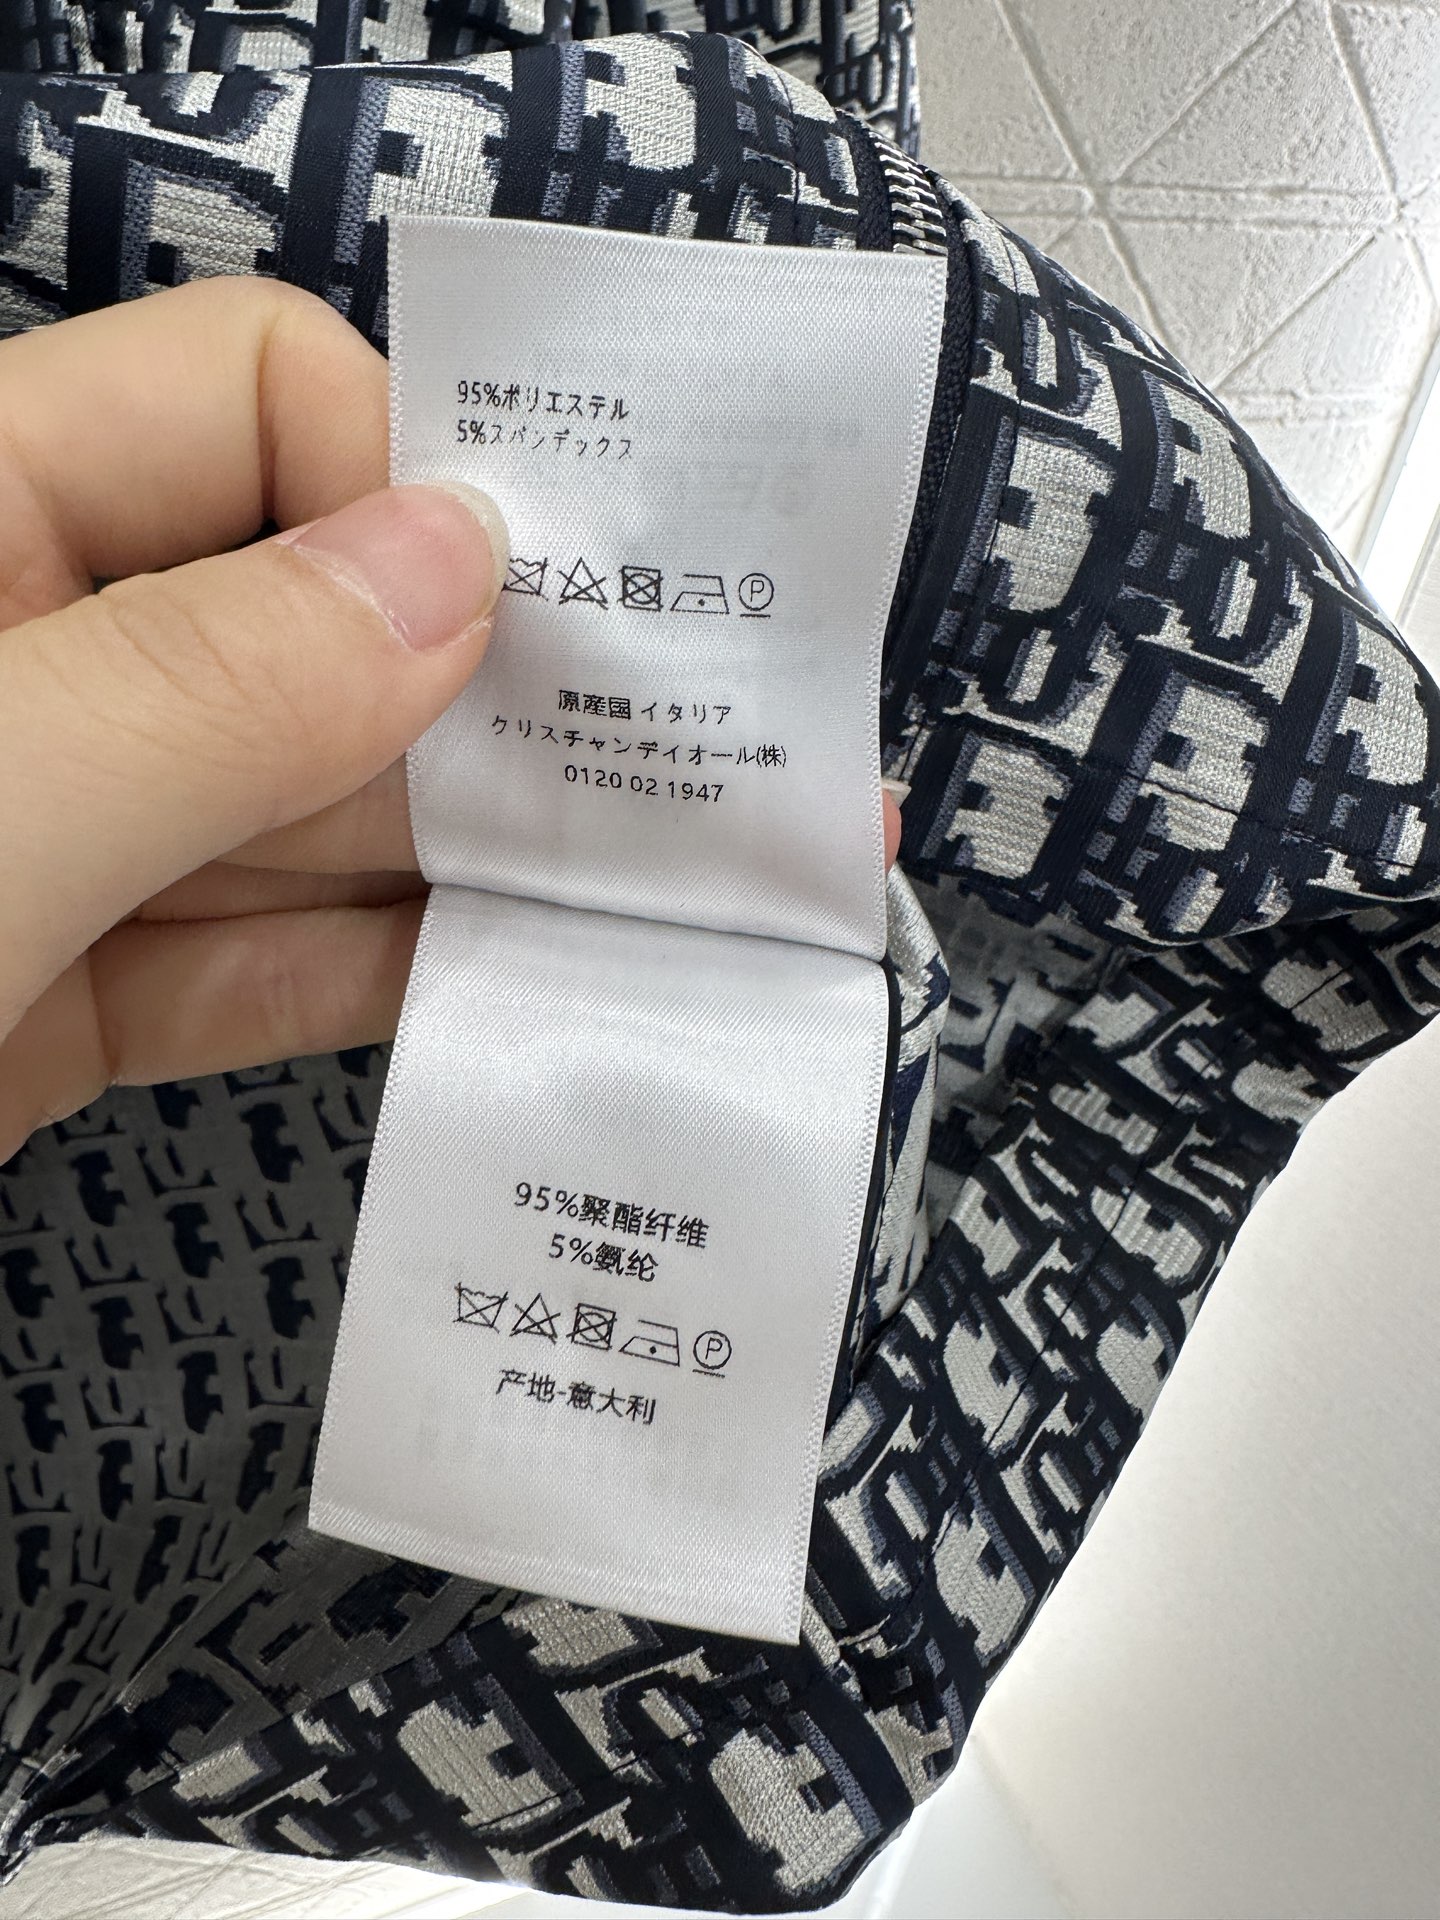 95%ポリエステル
5%スパンデックス
P
原産国 イタリア
クリスチャンディオール(株)
0120 02 1947
95%聚酯纤维
5%氨纶
P
产地-意大利